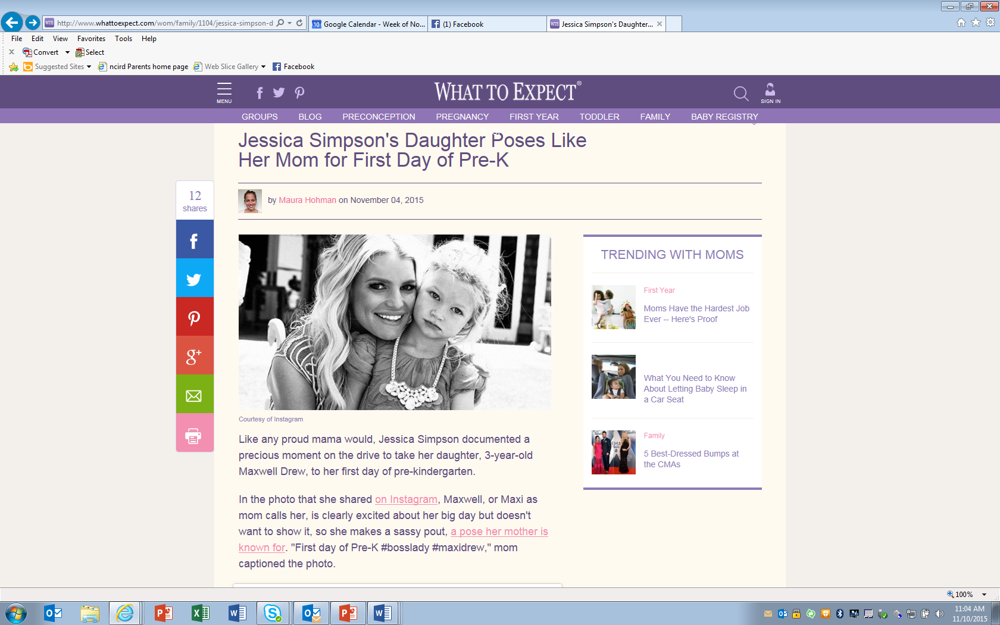 http://www.whattoexpect.com/wom/family/1104/jessica-simpson-d
10 Google Calendar - Week of No...
(1) Facebook
Jessica Simpson's Daughter...
File Edit View Favorites Tools Help
Convert Select
Suggested Sites ncird Parents home page Web Slice Gallery Facebook
MENU
WHAT TO EXPECT®
SIGN IN
GROUPS BLOG PRECONCEPTION PREGNANCY FIRST YEAR TODDLER FAMILY BABY REGISTRY
Jessica Simpson's Daughter Poses Like
Her Mom for First Day of Pre-K
12
shares
by Maura Hohman on November 04, 2015
Courtesy of Instagram
Like any proud mama would, Jessica Simpson documented a
precious moment on the drive to take her daughter, 3-year-old
Maxwell Drew, to her first day of pre-kindergarten.
In the photo that she shared on Instagram, Maxwell, or Maxi as
mom calls her, is clearly excited about her big day but doesn't
want to show it, so she makes a sassy pout, a pose her mother is
known for. "First day of Pre-K #bosslady #maxidrew," mom
captioned the photo.
TRENDING WITH MOMS
First Year
Moms Have the Hardest Job
Ever -- Here's Proof
What You Need to Know
About Letting Baby Sleep in
a Car Seat
Family
5 Best-Dressed Bumps at
the CMAs
100%
11:04 AM
11/10/2015